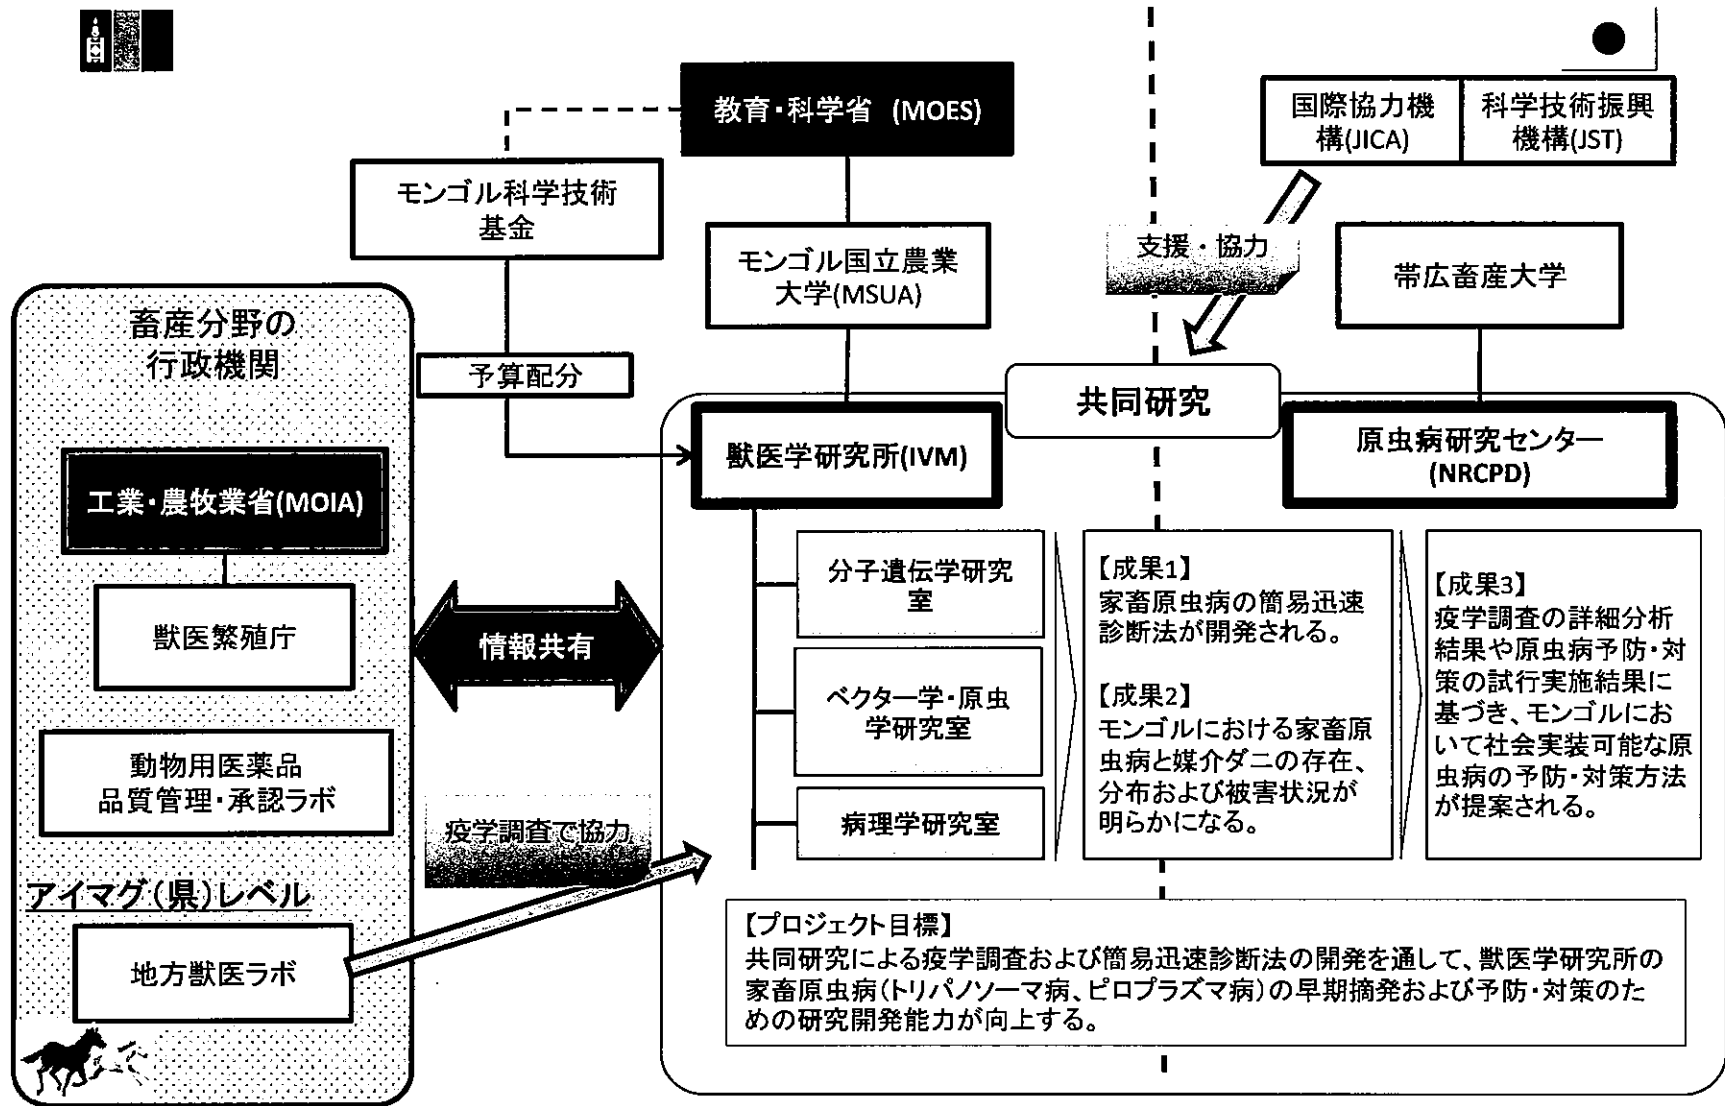 教育・科学省 (MOES)
国際協力機
構(JICA)
科学技術振興
機構(JST)
モンゴル科学技術
基金
モンゴル国立農業
大学(MSUA)
支援・協力
帯広畜産大学
畜産分野の
行政機関
予算配分
共同研究
獣医学研究所(IVM)
原虫病研究センター
(NRCPD)
工業・農牧業省(MOIA)
獣医繁殖庁
情報共有
動物用医薬品
品質管理・承認ラボ
疫学調査で協力
アイマグ(県)レベル
地方獣医ラボ
分子遺伝学研究
室
ベクター学・原虫
学研究室
病理学研究室
【成果1】
家畜原虫病の簡易迅速
診断法が開発される。
【成果2】
モンゴルにおける家畜原
虫病と媒介ダニの存在、
分布および被害状況が
明らかになる。
【成果3】
疫学調査の詳細分析
結果や原虫病予防・対
策の試行実施結果に
基づき、モンゴルにお
いて社会実装可能な原
虫病の予防・対策方法
が提案される。
【プロジェクト目標】
共同研究による疫学調査および簡易迅速診断法の開発を通して、獣医学研究所の
家畜原虫病(トリパノソーマ病、ピロプラズマ病)の早期摘発および予防・対策のた
めの研究開発能力が向上する。